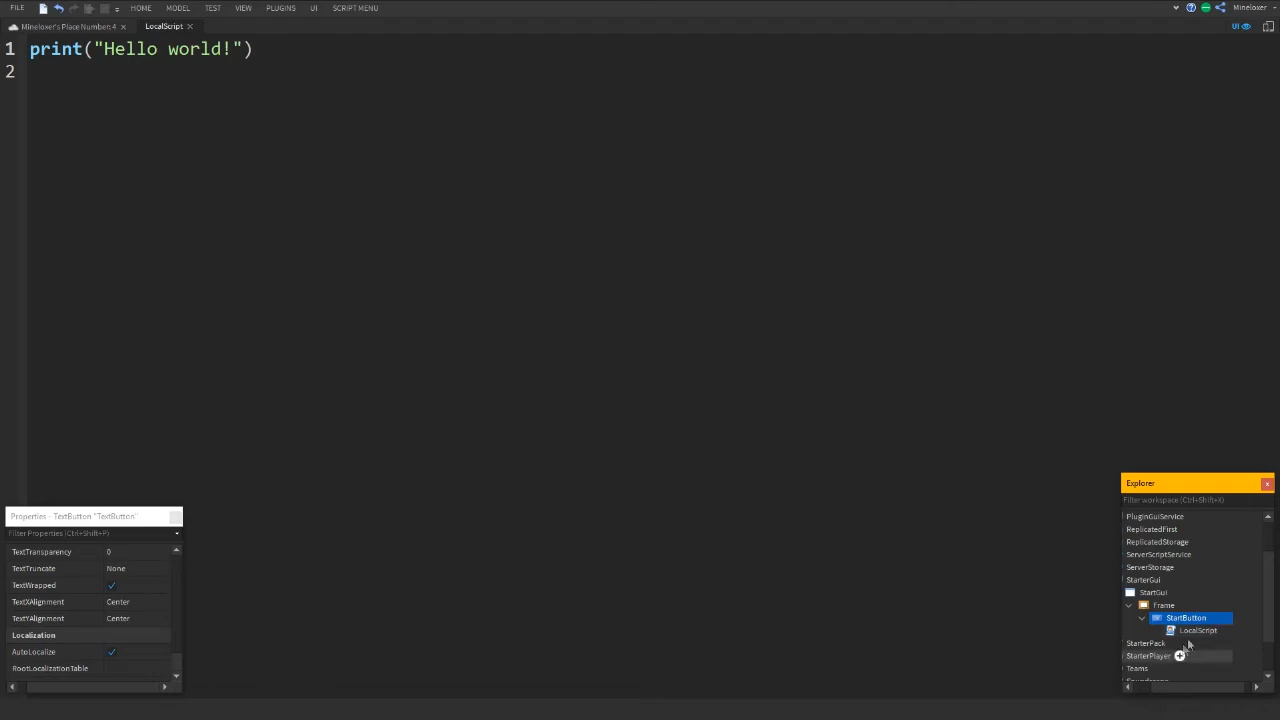 FILE HOME MODEL TEST VIEW PLUGINS UI SCRIPT MENU Mineloxer
Mineloxer's Place Number: 4 × LocalScript × UI
1 print("Hello world!")
2
Properties - TextButton "TextButton"
Filter Properties (Ctrl+Shift+P)
TextTransparency 0
TextTruncate None
TextWrapped
TextXAlignment Center
TextYAlignment Center
Localization
AutoLocalize
RootLocalizationTable
Explorer
Filter workspace (Ctrl+Shift+X)
PluginGuiService
ReplicatedFirst
ReplicatedStorage
ServerScriptService
ServerStorage
StarterGui
StartGui
Frame
StartButton
LocalScript
StarterPack
StarterPlayer
Teams